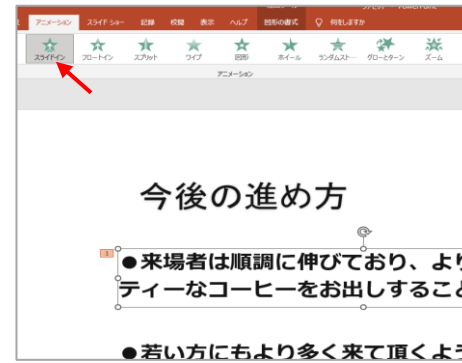 アニメーション スライド ショー 記録 校閲 表示 ヘルプ 図形の書式 何をしますか
スライドイン フロートイン スプリット ワイプ 図形 ホイール ランダムスト… グローとターン ズーム
アニメーション
今後の進め方
1
●来場者は順調に伸びており、より
ティーなコーヒーをお出しすること
●若い方にもより多く来て頂くよう